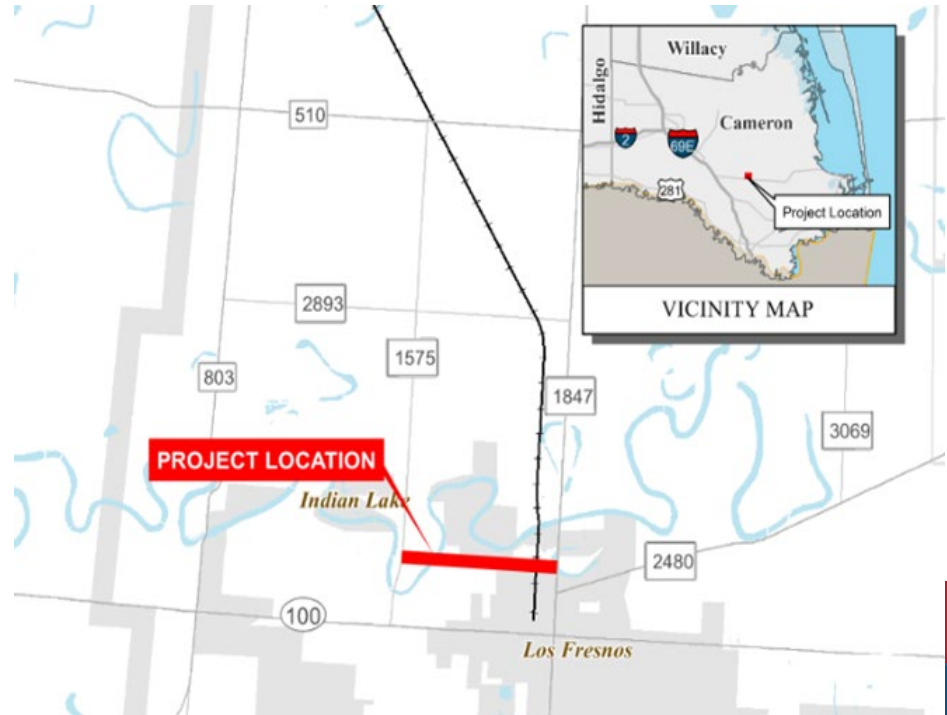 Willacy
Hidalgo
Cameron
2
69E
281
Project Location
VICINITY MAP
510
2893
1575
803
1847
3069
PROJECT LOCATION
Indian Lake
2480
100
Los Fresnos